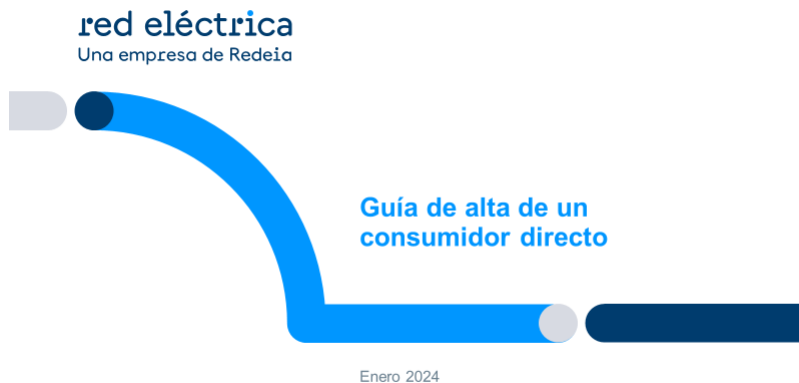 red eléctrica
Una empresa de Redeia
Guía de alta de un
consumidor directo
Enero 2024